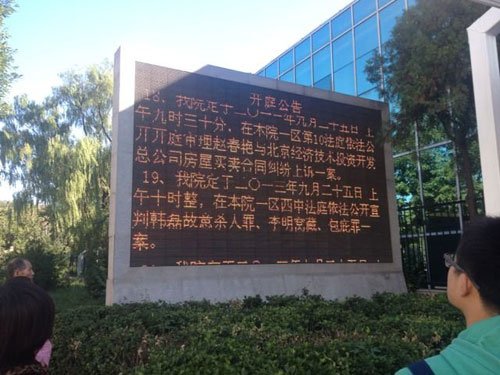 开庭公告
18、我院定于二〇一三年九月二十五日上
午九时三十分，在本院一区第10法庭依法公
开开庭审理赵春艳与北京经济技术投资开发
总公司房屋买卖合同纠纷上诉一案。
19、我院定于二〇一三年九月二十五日上
午十时整，在本院一区西中法庭依法公开宣
判韩磊故意杀人罪、李明窝藏、包庇罪一
案。